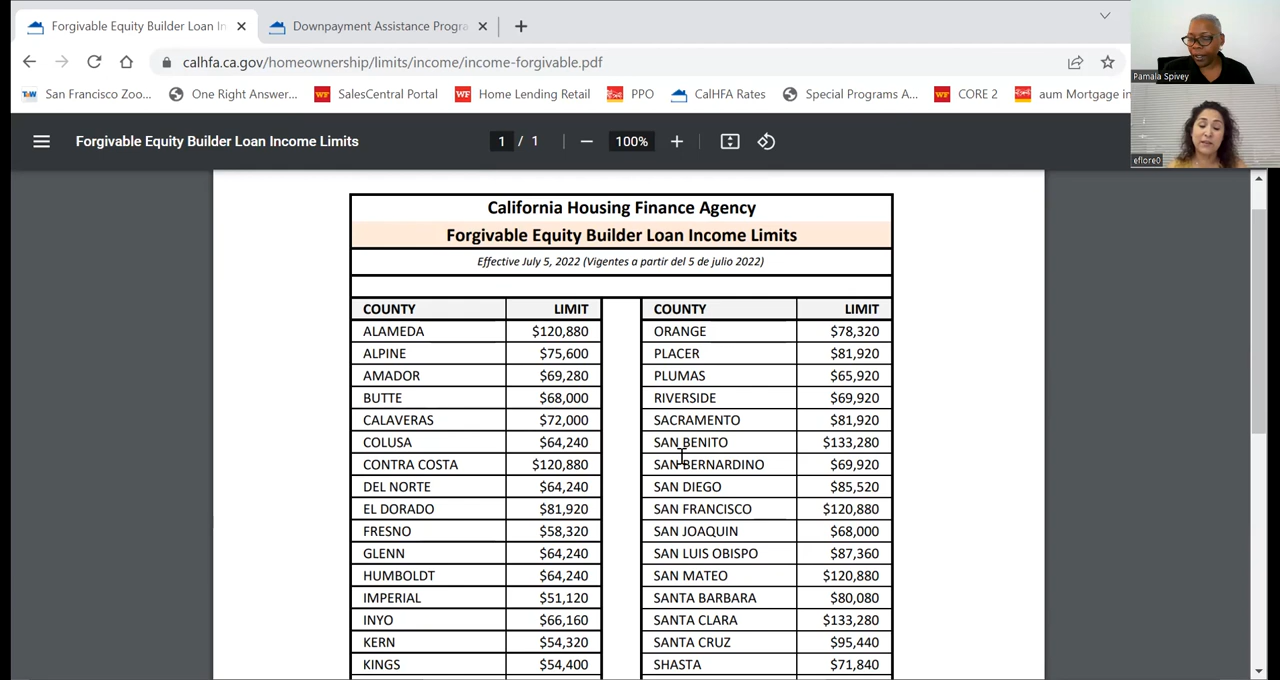 Forgivable Equity Builder Loan In
Downpayment Assistance Progra
calhfa.ca.gov/homeownership/limits/income/income-forgivable.pdf
San Francisco Zoo...
One Right Answer...
WF SalesCentral Portal
WF Home Lending Retail
PPO
CalHFA Rates
Special Programs A...
WF CORE 2
aum Mortgage in
Pamala Spivey
eflore0
Forgivable Equity Builder Loan Income Limits
1 / 1
100%
California Housing Finance Agency
Forgivable Equity Builder Loan Income Limits
Effective July 5, 2022 (Vigentes a partir del 5 de julio 2022)
COUNTY LIMIT COUNTY LIMIT
ALAMEDA $120,880 ORANGE $78,320
ALPINE $75,600 PLACER $81,920
AMADOR $69,280 PLUMAS $65,920
BUTTE $68,000 RIVERSIDE $69,920
CALAVERAS $72,000 SACRAMENTO $81,920
COLUSA $64,240 SAN BENITO $133,280
CONTRA COSTA $120,880 SAN BERNARDINO $69,920
DEL NORTE $64,240 SAN DIEGO $85,520
EL DORADO $81,920 SAN FRANCISCO $120,880
FRESNO $58,320 SAN JOAQUIN $68,000
GLENN $64,240 SAN LUIS OBISPO $87,360
HUMBOLDT $64,240 SAN MATEO $120,880
IMPERIAL $51,120 SANTA BARBARA $80,080
INYO $66,160 SANTA CLARA $133,280
KERN $54,320 SANTA CRUZ $95,440
KINGS $54,400 SHASTA $71,840